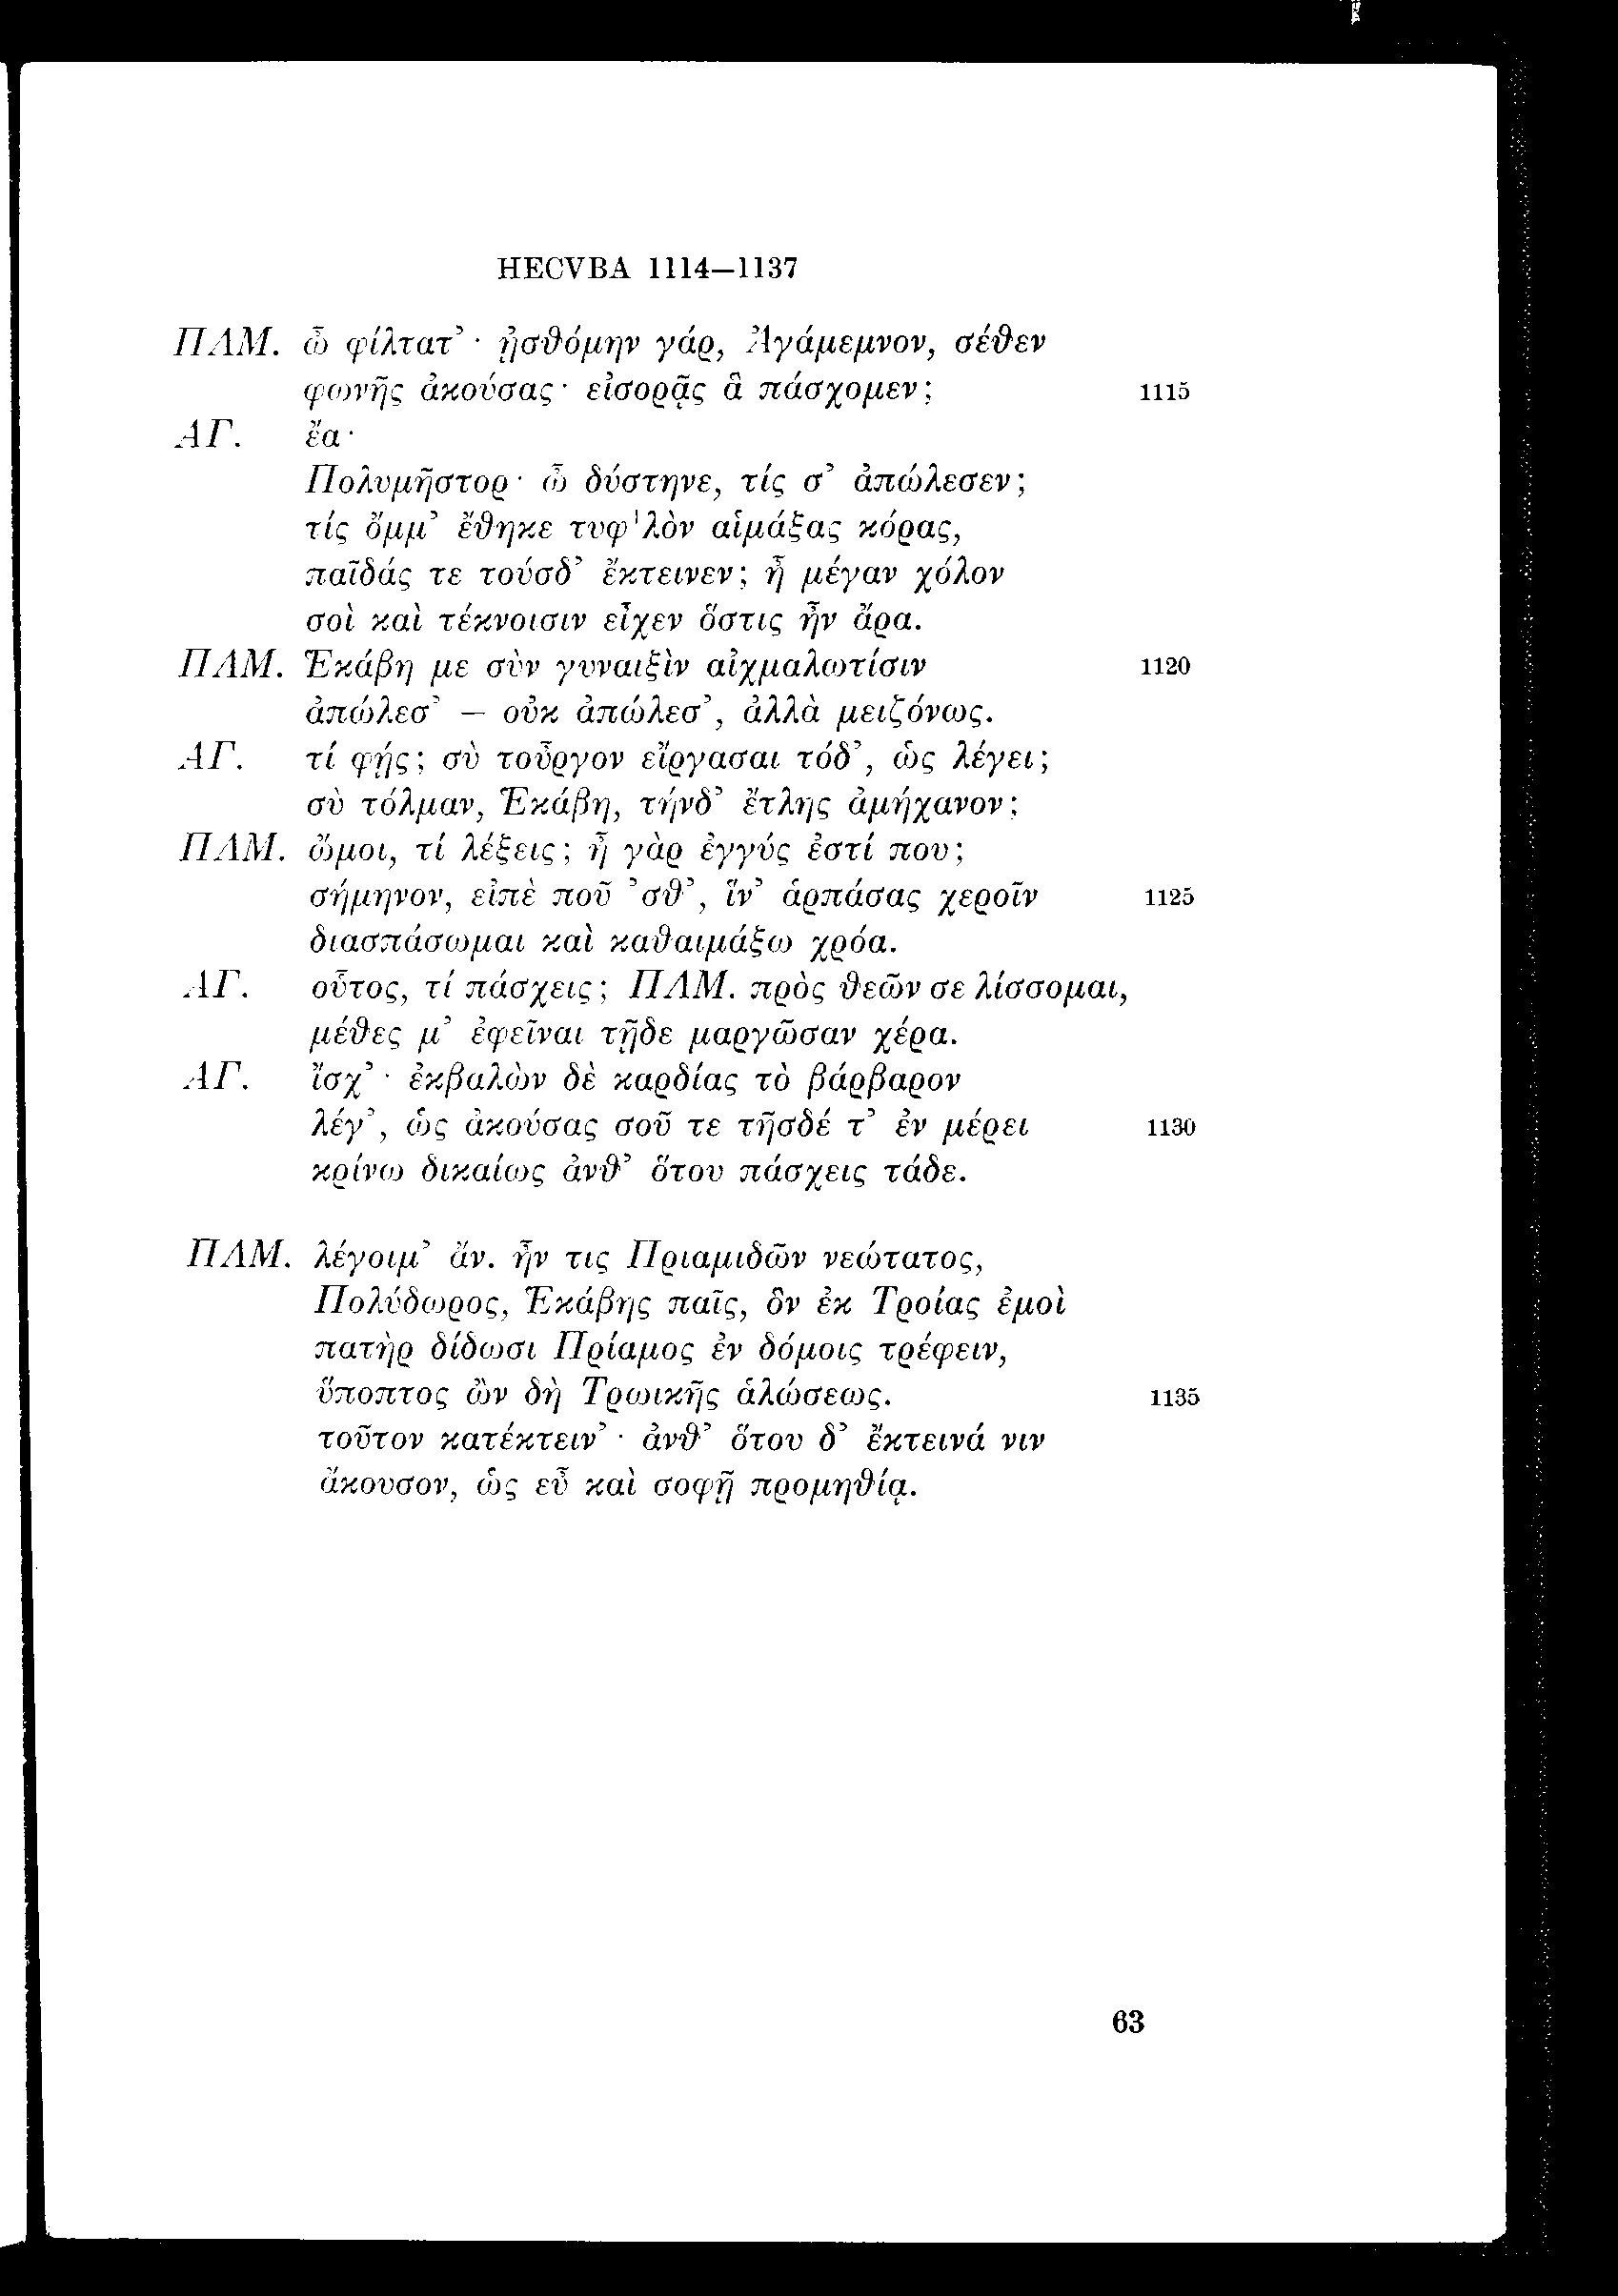 HECVBA 1114–1137
ΠΛΜ. ὦ φίλτατ’· ᾐσθόμην γάρ, Ἀγάμεμνον, σέθεν
φωνῆς ἀκούσας· εἰσορᾷς ἃ πάσχομεν; 1115
ΑΓ. ἔα·
Πολυμῆστορ· ὦ δύστηνε, τίς σ’ ἀπώλεσεν;
τίς ὄμμ’ ἔθηκε τυφ'λὸν αἱμάξας κόρας,
παῖδάς τε τούσδ’ ἔκτεινεν; ἦ μέγαν χόλον
σοὶ καὶ τέκνοισιν εἶχεν ὅστις ἦν ἄρα.
ΠΛΜ. Ἑκάβη με σὺν γυναιξὶν αἰχμαλωτίσιν 1120
ἀπώλεσ’ – οὐκ ἀπώλεσ’, ἀλλὰ μειζόνως.
ΑΓ. τί φῄς; σὺ τοὖργον εἴργασαι τόδ’, ὡς λέγει;
σὺ τόλμαν, Ἑκάβη, τήνδ’ ἔτλης ἀμήχανον;
ΠΛΜ. ὤμοι, τί λέξεις; ἦ γὰρ ἐγγύς ἐστί που;
σήμηνον, εἰπὲ ποῦ ’σθ’, ἵν’ ἁρπάσας χεροῖν 1125
διασπάσωμαι καὶ καθαιμάξω χρόα.
ΑΓ. οὗτος, τί πάσχεις; ΠΛΜ. πρὸς θεῶν σε λίσσομαι,
μέθες μ’ ἐφεῖναι τῇδε μαργῶσαν χέρα.
ΑΓ. ἴσχ’· ἐκβαλὼν δὲ καρδίας τὸ βάρβαρον
λέγ’, ὡς ἀκούσας σοῦ τε τῆσδέ τ’ ἐν μέρει 1130
κρίνω δικαίως ἀνθ’ ὅτου πάσχεις τάδε.
ΠΛΜ. λέγοιμ’ ἄν. ἦν τις Πριαμιδῶν νεώτατος,
Πολύδωρος, Ἑκάβης παῖς, ὃν ἐκ Τροίας ἐμοὶ
πατὴρ δίδωσι Πρίαμος ἐν δόμοις τρέφειν,
ὕποπτος ὢν δὴ Τρωικῆς ἁλώσεως. 1135
τοῦτον κατέκτειν’· ἀνθ’ ὅτου δ’ ἔκτεινά νιν
ἄκουσον, ὡς εὖ καὶ σοφῇ προμηθίᾳ.
63